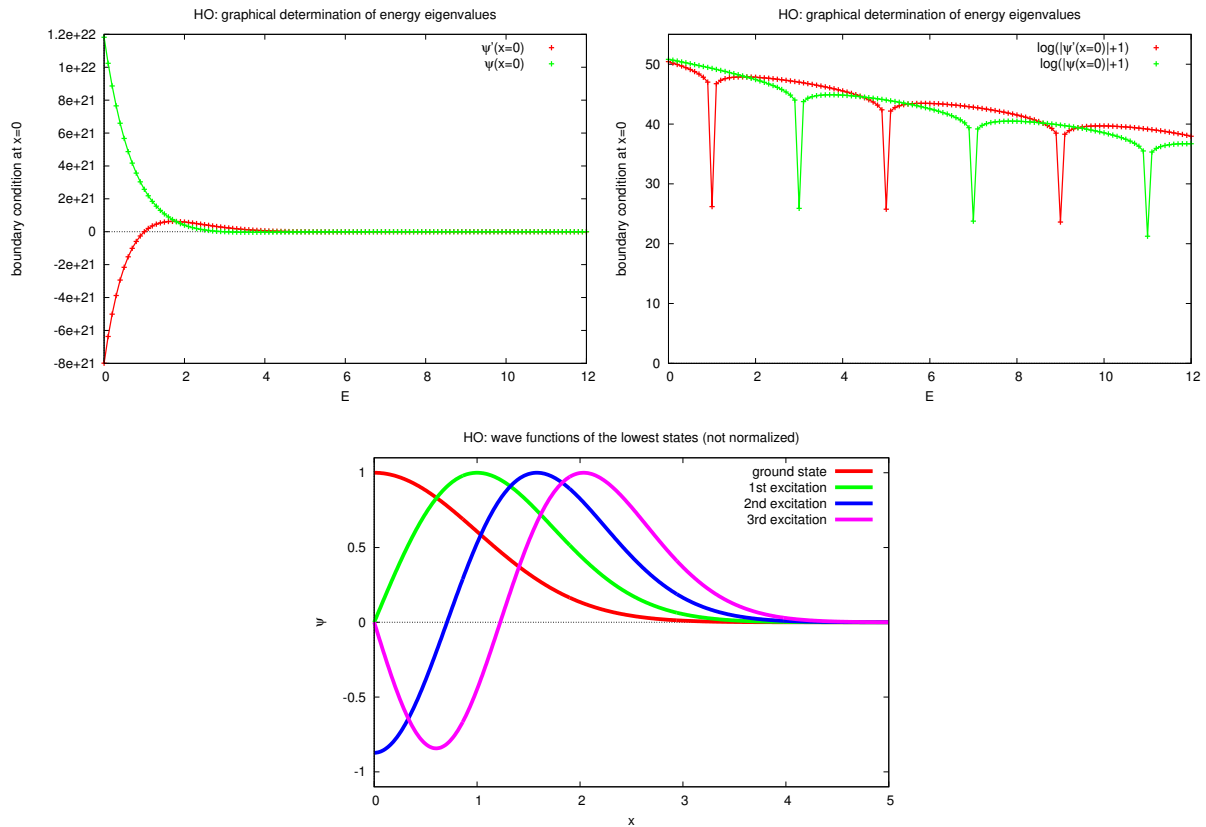 HO: graphical determination of energy eigenvalues
1.2e+22
1e+22
8e+21
6e+21
4e+21
2e+21
0
-2e+21
-4e+21
-6e+21
-8e+21
0 2 4 6 8 10 12
boundary condition at x=0
E
ψ'(x=0)
ψ(x=0)
HO: graphical determination of energy eigenvalues
50
40
30
20
10
0
0 2 4 6 8 10 12
boundary condition at x=0
E
log(|ψ'(x=0)|+1)
log(|ψ(x=0)|+1)
HO: wave functions of the lowest states (not normalized)
1
0.5
0
-0.5
-1
0 1 2 3 4 5
ψ
x
ground state
1st excitation
2nd excitation
3rd excitation